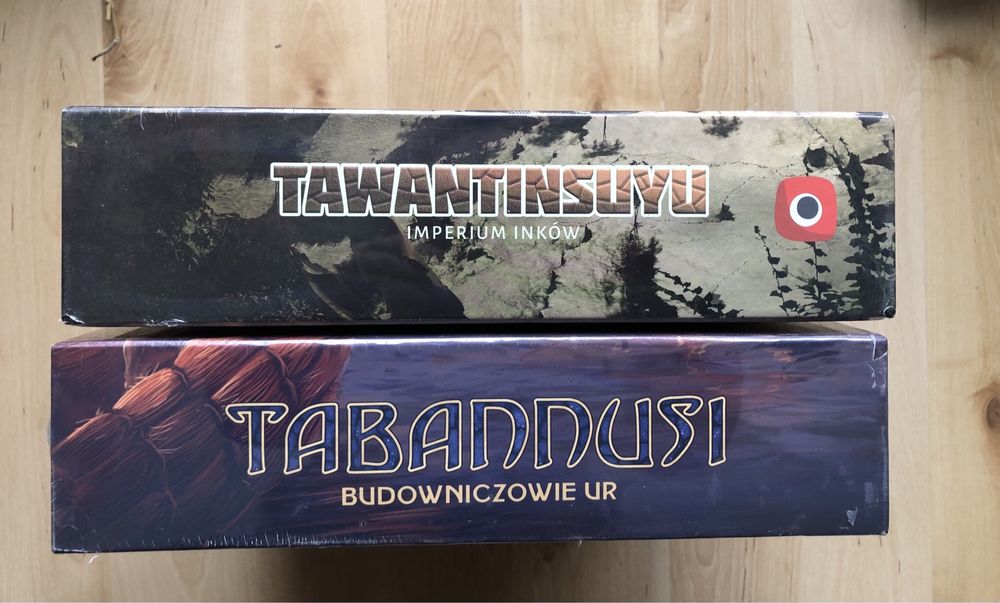 TAWANTINSUYU
IMPERIUM INKÓW
TABANNUSI
BUDOWNICZOWIE UR